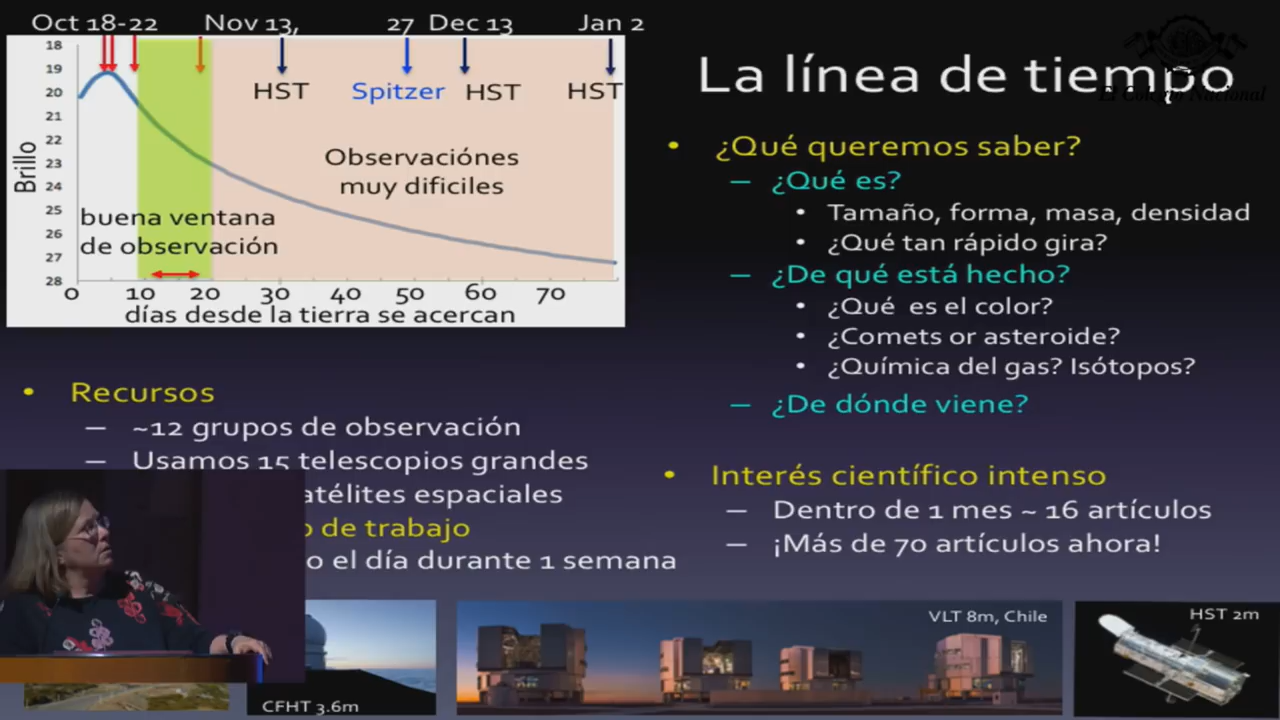 Oct 18-22 Nov 13, 27 Dec 13 Jan 2
18
19
20
21
22
23
24
25
26
27
28
Brillo
HST Spitzer HST HST
Observaciónes
muy dificiles
buena ventana
de observación
0 10 20 30 40 50 60 70
días desde la tierra se acercan
La línea de tiempo
El Colegio Nacional
• ¿Qué queremos saber?
– ¿Qué es?
• Tamaño, forma, masa, densidad
• ¿Qué tan rápido gira?
– ¿De qué está hecho?
• ¿Qué es el color?
• ¿Comets or asteroide?
• ¿Química del gas? Isótopos?
– ¿De dónde viene?
• Recursos
– ~12 grupos de observación
– Usamos 15 telescopios grandes
atélites espaciales
o de trabajo
o el día durante 1 semana
• Interés científico intenso
– Dentro de 1 mes ~ 16 artículos
– ¡Más de 70 artículos ahora!
CFHT 3.6m
VLT 8m, Chile
HST 2m